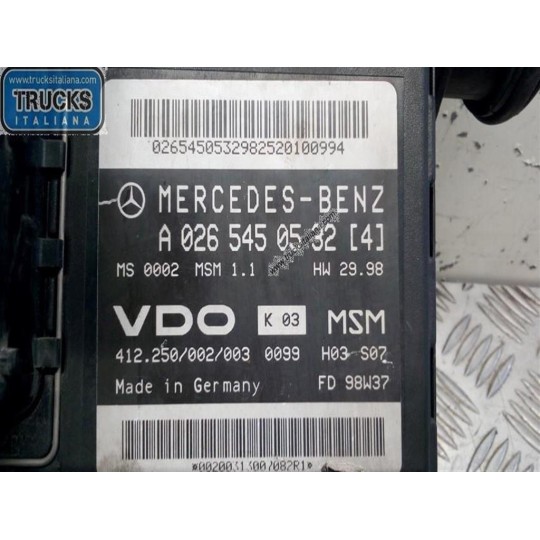 www.trucksitaliana.com
TRUCKS
ITALIANA
0265450532982520100994
MERCEDES-BENZ
A 026 545 05 32 [4]
MS 0002 MSM 1.1 HW 29.98
VDO K 03 MSM
412.250/002/003 0099 H03 S07
Made in Germany FD 98W37
*00200313007082R1*